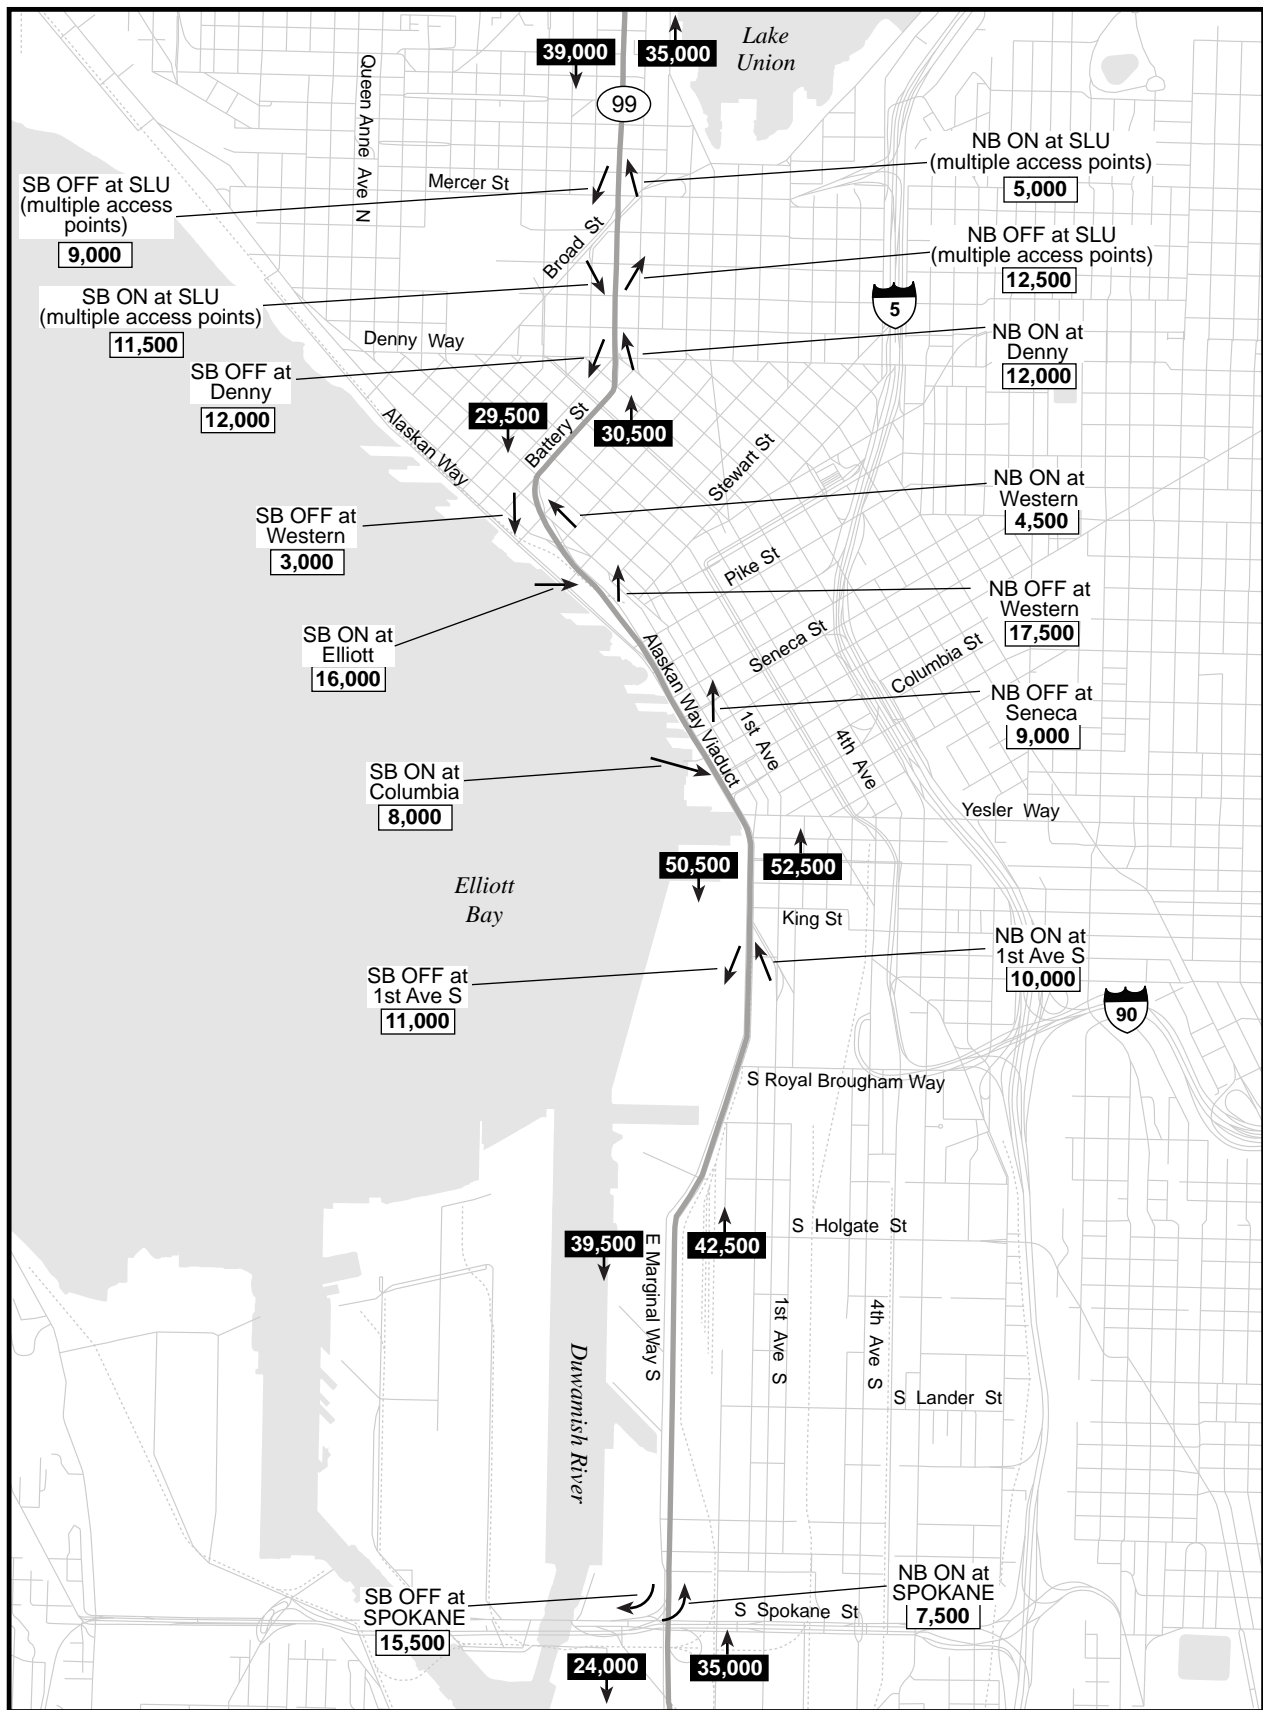 39,000
35,000
Lake
Union
99
Queen Anne Ave N
Mercer St
Broad St
NB ON at SLU
(multiple access points)
5,000
SB OFF at SLU
(multiple access
points)
9,000
NB OFF at SLU
(multiple access points)
12,500
SB ON at SLU
(multiple access points)
11,500
5
Denny Way
NB ON at
Denny
12,000
SB OFF at
Denny
12,000
Alaskan Way
29,500
Battery St
30,500
Stewart St
NB ON at
Western
4,500
SB OFF at
Western
3,000
Pike St
NB OFF at
Western
17,500
SB ON at
Elliott
16,000
Alaskan Way Viaduct
Seneca St
Columbia St
NB OFF at
Seneca
9,000
1st Ave
4th Ave
SB ON at
Columbia
8,000
Yesler Way
50,500
52,500
Elliott
Bay
King St
NB ON at
1st Ave S
10,000
SB OFF at
1st Ave S
11,000
90
S Royal Brougham Way
39,500
E Marginal Way S
42,500
S Holgate St
1st Ave S
4th Ave S
Duwamish River
S Lander St
SB OFF at
SPOKANE
15,500
S Spokane St
NB ON at
SPOKANE
7,500
24,000
35,000